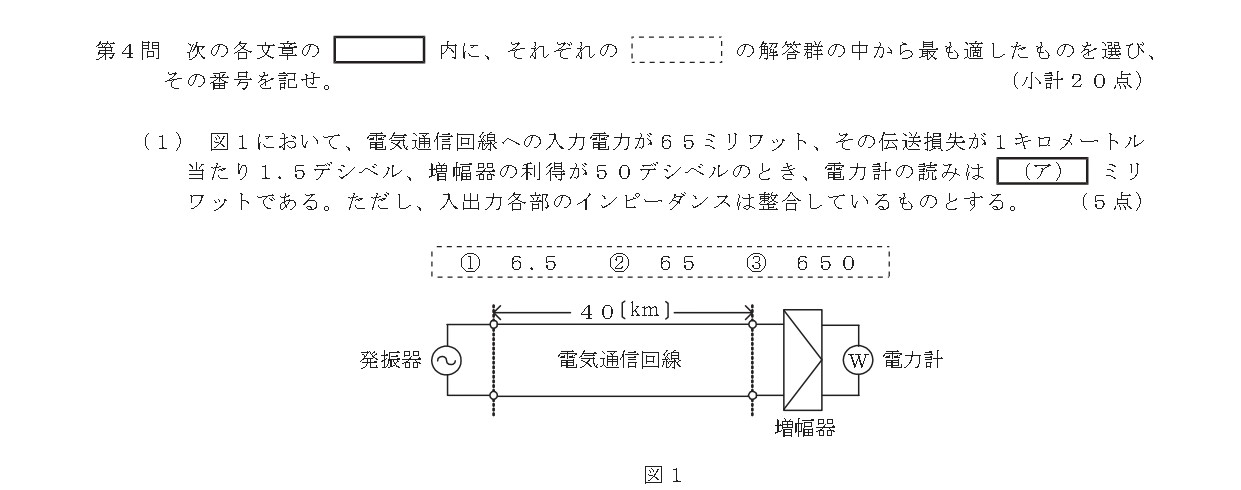 第４問　次の各文章の　　　　内に、それぞれの　　　　の解答群の中から最も適したものを選び、
その番号を記せ。　　　　（小計２０点）
（１）　図１において、電気通信回線への入力電力が６５ミリワット、その伝送損失が１キロメートル
当たり１.５デシベル、増幅器の利得が５０デシベルのとき、電力計の読みは　（ア）　ミリ
ワットである。ただし、入出力各部のインピーダンスは整合しているものとする。　　（５点）
①　６.５　　②　６５　　③　６５０
４０〔km〕
発振器　電気通信回線　W　電力計
増幅器
図１